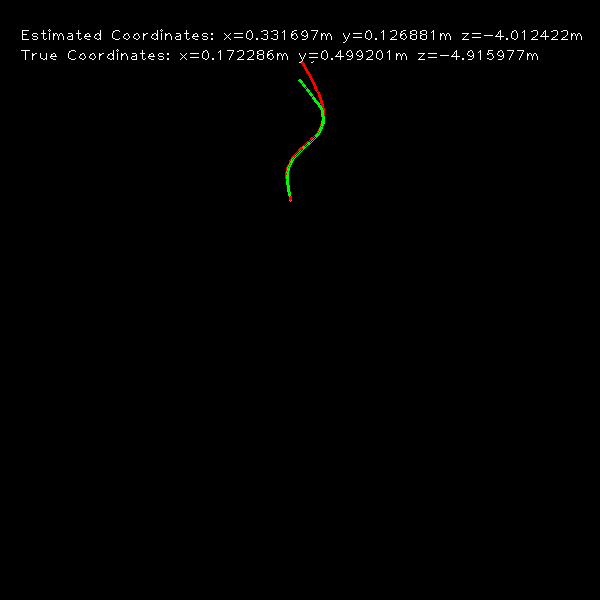 Estimated Coordinates: x=0.331697m y=0.126881m z=-4.012422m
True Coordinates: x=0.172286m y=0.499201m z=-4.915977m